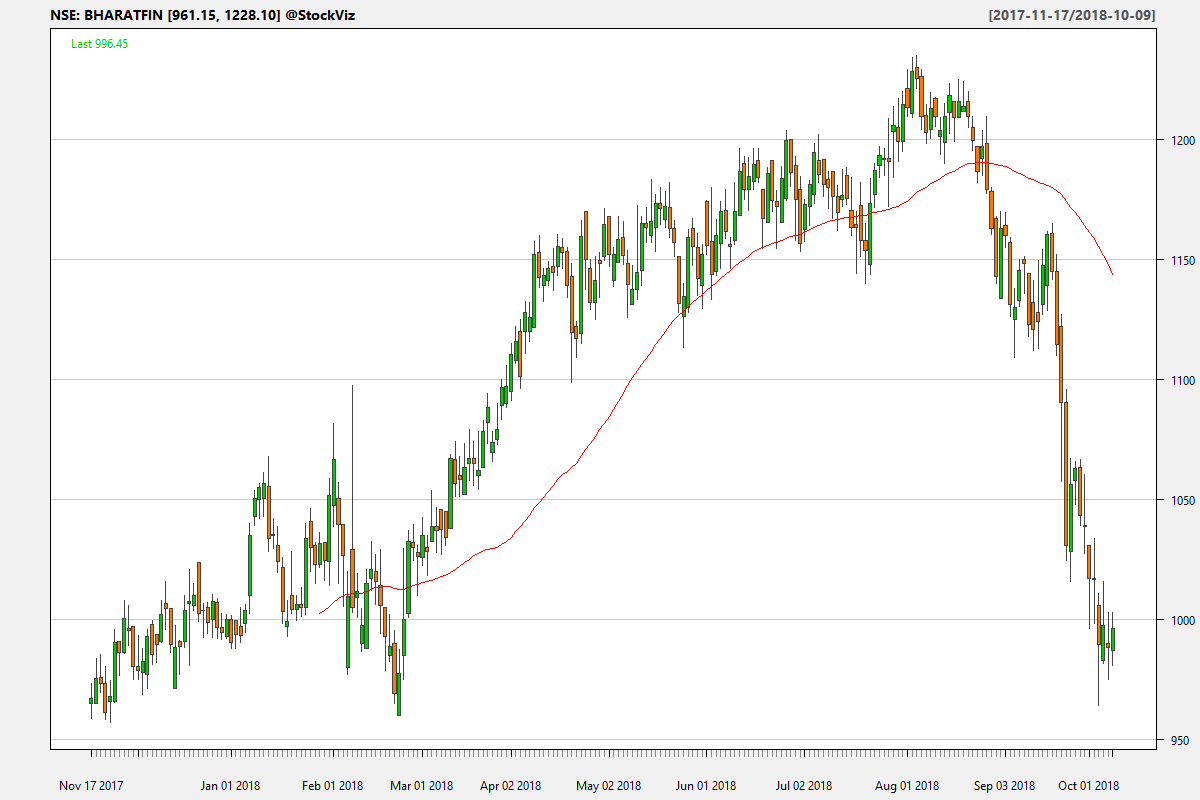 NSE: BHARATFIN [961.15, 1228.10] @StockViz [2017-11-17/2018-10-09]
Last 996.45
1200
1150
1100
1050
1000
950
Nov 17 2017 Jan 01 2018 Feb 01 2018 Mar 01 2018 Apr 02 2018 May 02 2018 Jun 01 2018 Jul 02 2018 Aug 01 2018 Sep 03 2018 Oct 01 2018